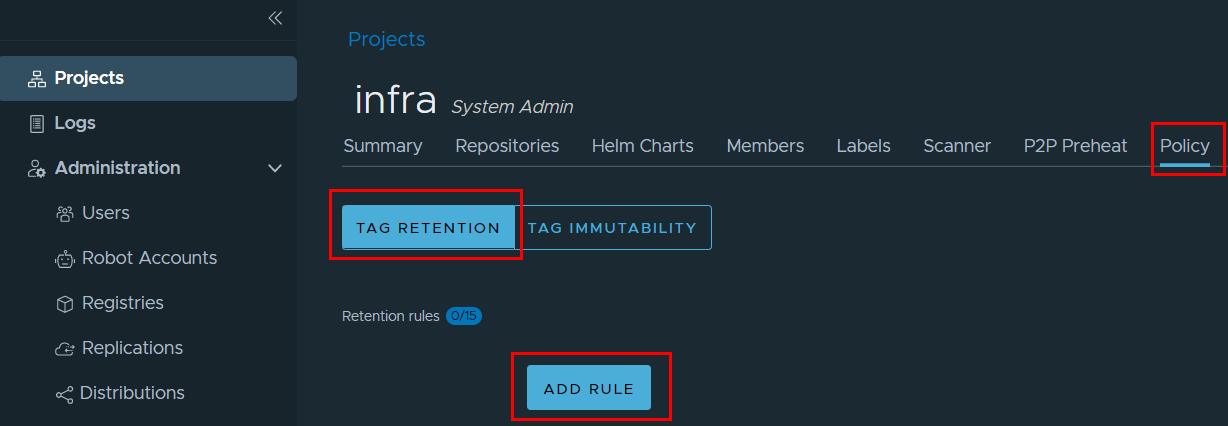 Projects
Logs
Administration
Users
Robot Accounts
Registries
Replications
Distributions
Projects
infra System Admin
Summary Repositories Helm Charts Members Labels Scanner P2P Preheat Policy
TAG RETENTION TAG IMMUTABILITY
Retention rules 0/15
ADD RULE